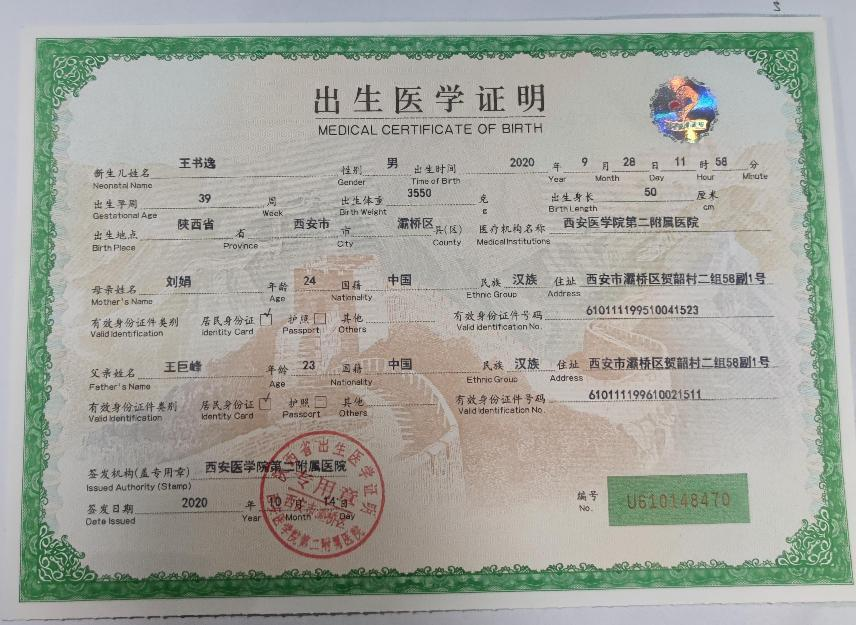 出生医学证明
MEDICAL CERTIFICATE OF BIRTH
新生儿姓名 王书逸 性别 男 出生时间 2020 年 9 月 28 日 11 时 58 分
Neonatal Name Gender Time of Birth Year Month Day Hour Minute
出生孕周 39 周 出生体重 3550 克 出生身长 50 厘米
Gestational Age Week Birth Weight g Birth Length cm
出生地点 陕西省 省 西安市 市 灞桥区 县(区) 医疗机构名称 西安医学院第二附属医院
Birth Place Province City County Medical Institutions
母亲姓名 刘娟 年龄 24 国籍 中国 民族 汉族 住址 西安市灞桥区贺韶村二组58副1号
Mother's Name Age Nationality Ethnic Group Address
有效身份证件类别 居民身份证 ✓ 护照 其他 有效身份证件号码 610111199510041523
Valid Identification Identity Card Passport Others Valid Identification No.
父亲姓名 王巨峰 年龄 23 国籍 中国 民族 汉族 住址 西安市灞桥区贺韶村二组58副1号
Father's Name Age Nationality Ethnic Group Address
有效身份证件类别 居民身份证 ✓ 护照 其他 有效身份证件号码 610111199610021511
Valid Identification Identity Card Passport Others Valid Identification No.
签发机构(盖专用章) 西安医学院第二附属医院
Issued Authority (Stamp)
签发日期 2020 年 10 月 14 日
Date Issued Year Month Day
编号 U610148470
No.
陕西省出生医学证明
专用章
西安市灞桥区
西安医学院第二附属医院